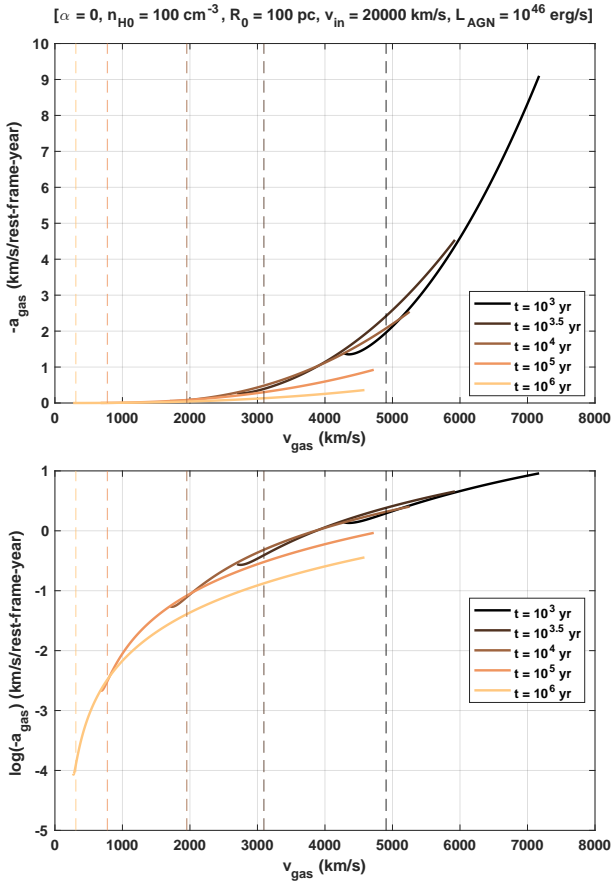 [α = 0, n_H0 = 100 cm^-3, R_0 = 100 pc, v_in = 20000 km/s, L_AGN = 10^46 erg/s]
10
9
8
7
6
5
4
3
2
1
0
-a_gas (km/s/rest-frame-year)
t = 10^3 yr
t = 10^3.5 yr
t = 10^4 yr
t = 10^5 yr
t = 10^6 yr
0 1000 2000 3000 4000 5000 6000 7000 8000
v_gas (km/s)
1
0
-1
-2
-3
-4
-5
log(-a_gas) (km/s/rest-frame-year)
t = 10^3 yr
t = 10^3.5 yr
t = 10^4 yr
t = 10^5 yr
t = 10^6 yr
0 1000 2000 3000 4000 5000 6000 7000 8000
v_gas (km/s)